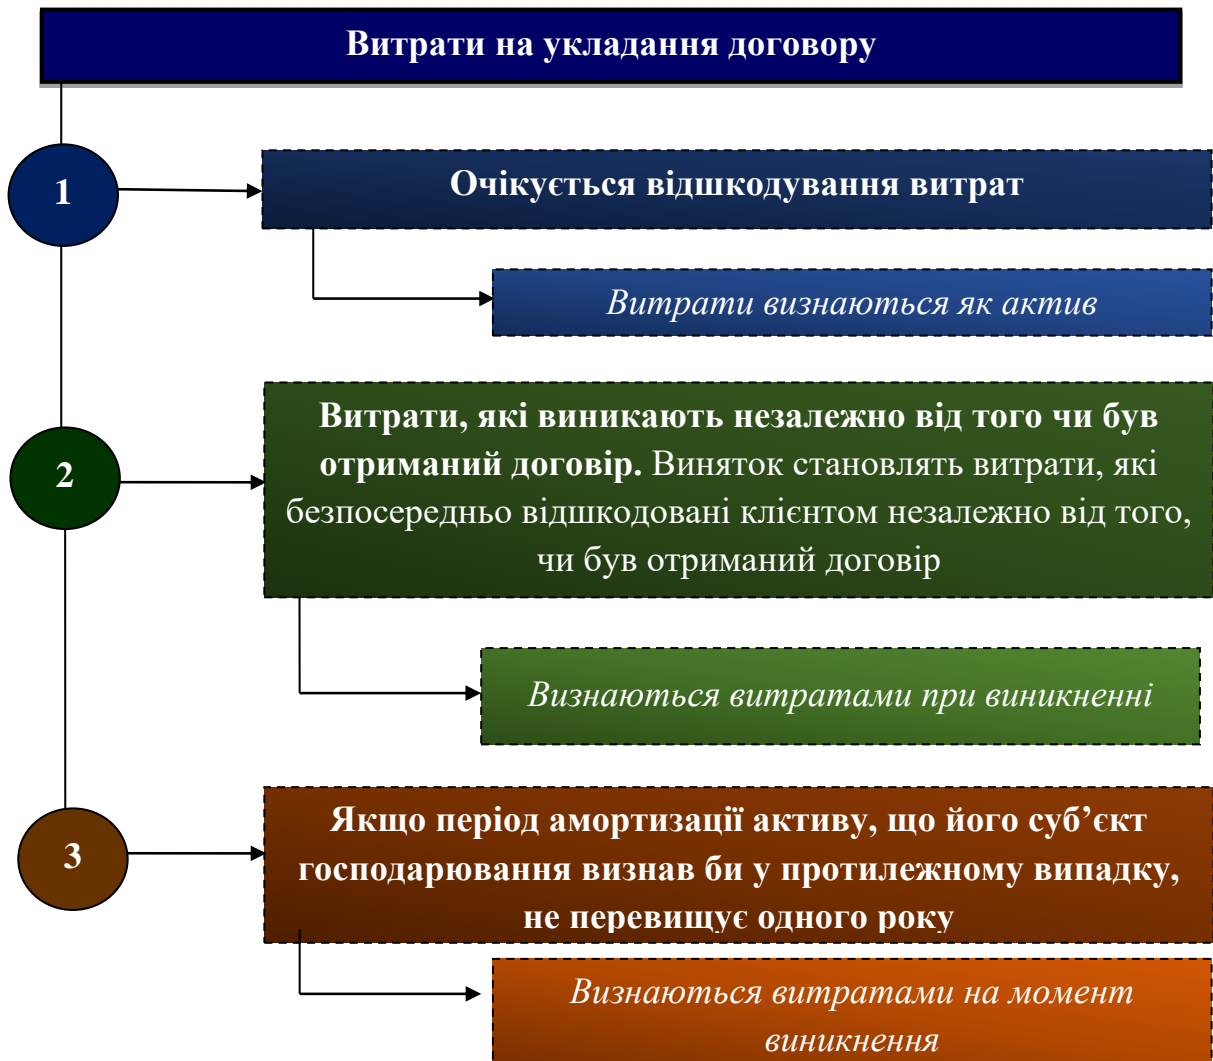 Витрати на укладання договору
1
Очікується відшкодування витрат
Витрати визнаються як актив
2
Витрати, які виникають незалежно від того чи був
отриманий договір. Виняток становлять витрати, які
безпосередньо відшкодовані клієнтом незалежно від того,
чи був отриманий договір
Визнаються витратами при виникненні
3
Якщо період амортизації активу, що його суб’єкт
господарювання визнав би у протилежному випадку,
не перевищує одного року
Визнаються витратами на момент
виникнення